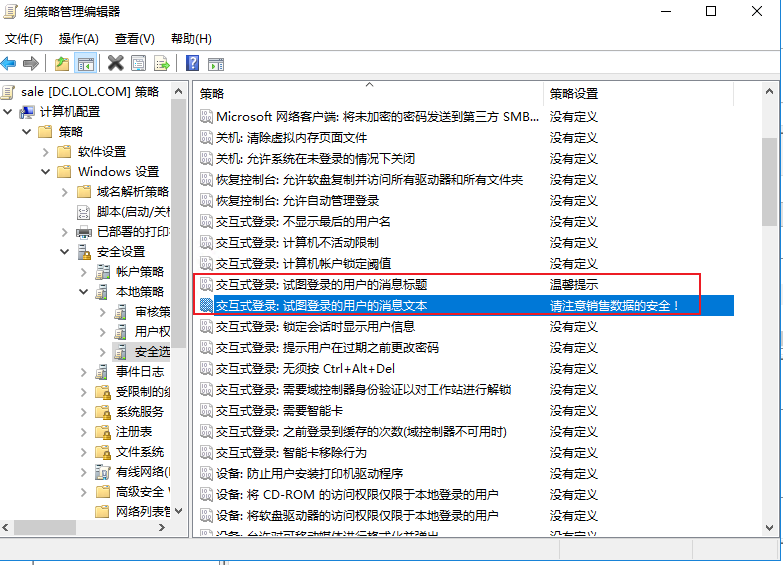 组策略管理编辑器
文件(F) 操作(A) 查看(V) 帮助(H)
sale [DC.LOL.COM] 策略
计算机配置
策略
软件设置
Windows 设置
域名解析策略
脚本(启动/关机
已部署的打印
安全设置
帐户策略
本地策略
审核策
用户权
安全选
事件日志
受限制的组
系统服务
注册表
文件系统
有线网络(
高级安全
网络列表管
策略 策略设置
Microsoft 网络客户端: 将未加密的密码发送到第三方 SMB... 没有定义
关机: 清除虚拟内存页面文件 没有定义
关机: 允许系统在未登录的情况下关闭 没有定义
恢复控制台: 允许软盘复制并访问所有驱动器和所有文件夹 没有定义
恢复控制台: 允许自动管理登录 没有定义
交互式登录: 不显示最后的用户名 没有定义
交互式登录: 计算机不活动限制 没有定义
交互式登录: 计算机帐户锁定阈值 没有定义
交互式登录: 试图登录的用户的消息标题 温馨提示
交互式登录: 试图登录的用户的消息文本 请注意销售数据的安全！
交互式登录: 锁定会话时显示用户信息 没有定义
交互式登录: 提示用户在过期之前更改密码 没有定义
交互式登录: 无须按 Ctrl+Alt+Del 没有定义
交互式登录: 需要域控制器身份验证以对工作站进行解锁 没有定义
交互式登录: 需要智能卡 没有定义
交互式登录: 之前登录到缓存的次数(域控制器不可用时) 没有定义
交互式登录: 智能卡移除行为 没有定义
设备: 防止用户安装打印机驱动程序 没有定义
设备: 将 CD-ROM 的访问权限仅限于本地登录的用户 没有定义
设备: 将软盘驱动器的访问权限仅限于本地登录的用户 没有定义
设备: 允许对可移动媒体进行格式化并弹出 没有定义